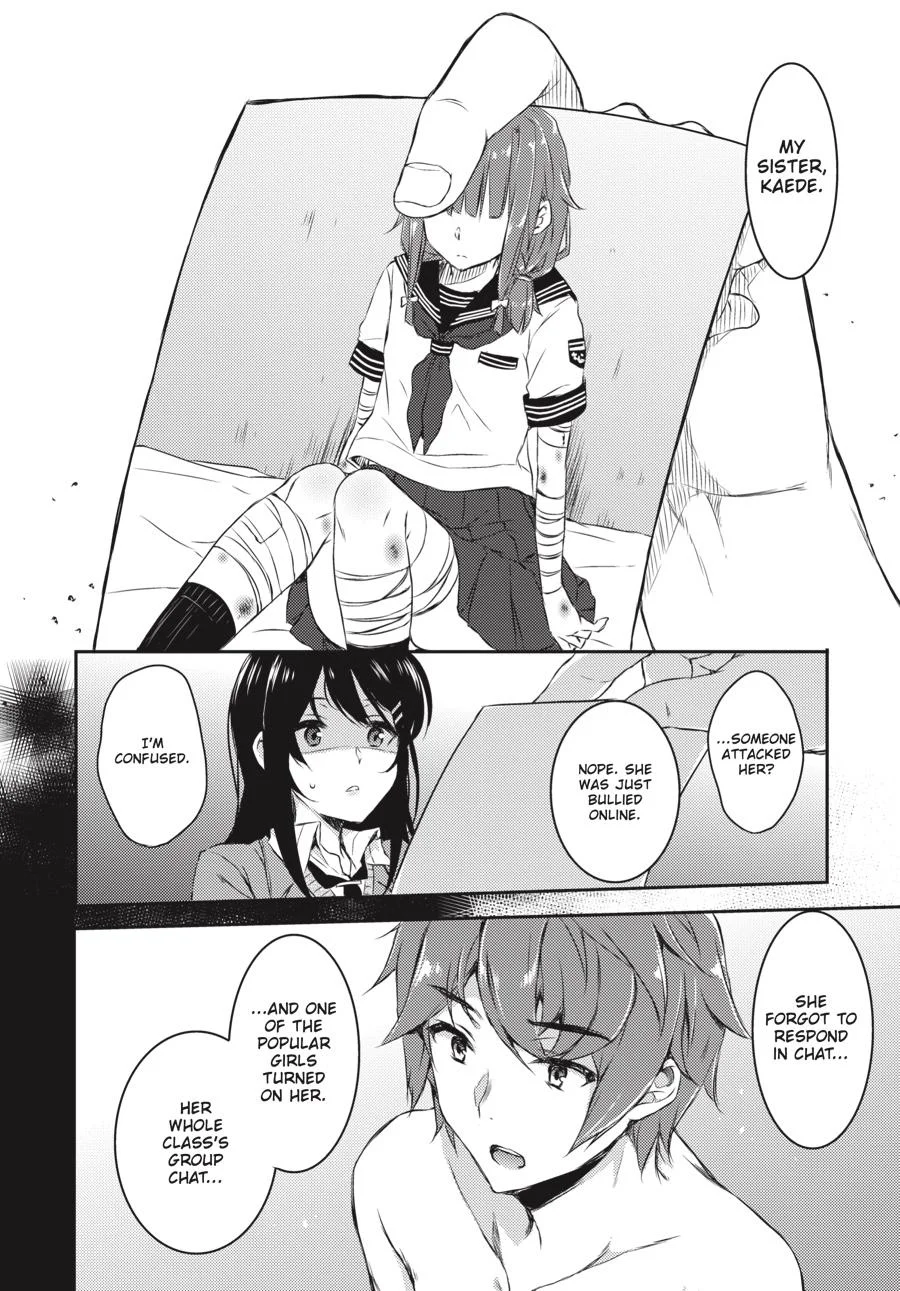 MY
SISTER,
KAEDE.
...SOMEONE
ATTACKED
HER?
NOPE. SHE
WAS JUST
BULLIED
ONLINE.
I'M
CONFUSED.
SHE
FORGOT TO
RESPOND
IN CHAT...
...AND ONE
OF THE
POPULAR
GIRLS
TURNED
ON HER.
HER
WHOLE
CLASS'S
GROUP
CHAT...